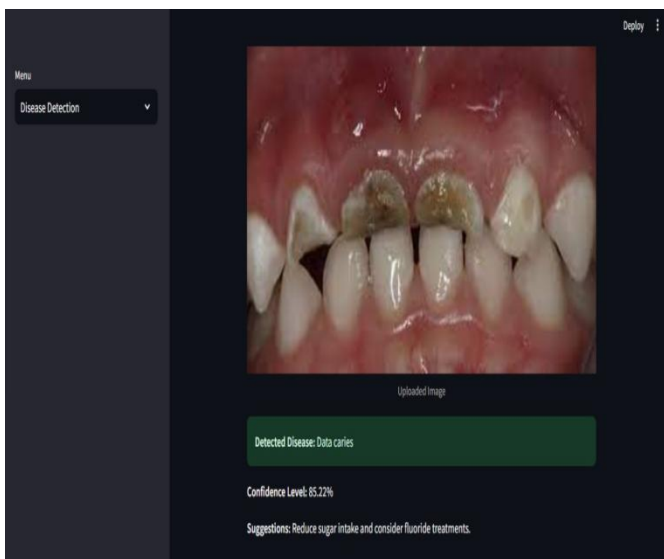 Deploy
Menu
Disease Detection
Uploaded Image
Detected Disease: Data caries
Confidence Level: 85.22%
Suggestions: Reduce sugar intake and consider fluoride treatments.